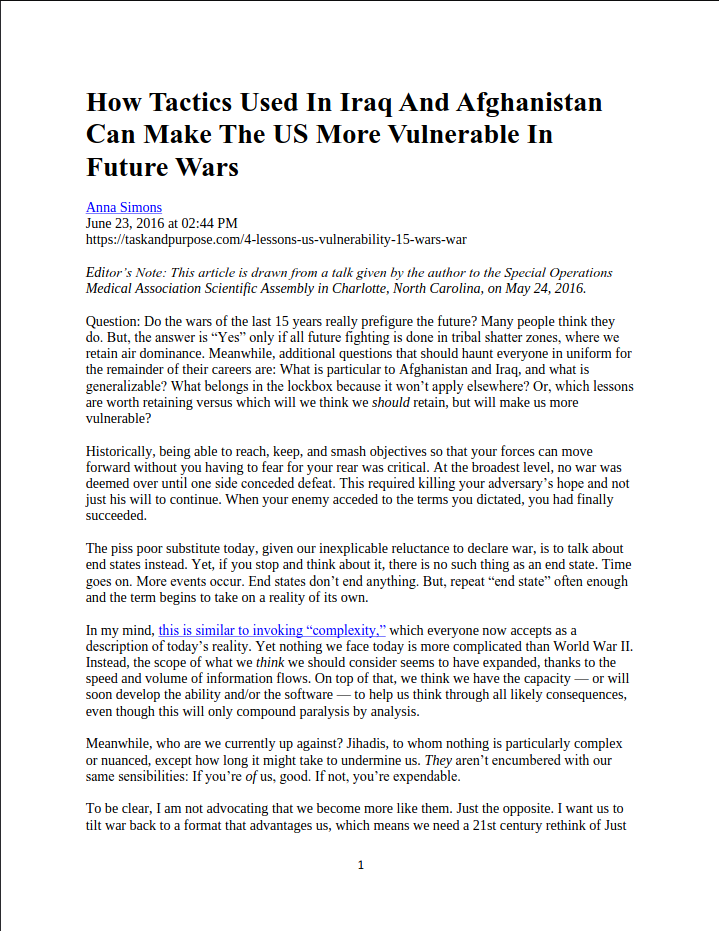 How Tactics Used In Iraq And Afghanistan
Can Make The US More Vulnerable In
Future Wars
Anna Simons
June 23, 2016 at 02:44 PM
https://taskandpurpose.com/4-lessons-us-vulnerability-15-wars-war
Editor’s Note: This article is drawn from a talk given by the author to the Special Operations
Medical Association Scientific Assembly in Charlotte, North Carolina, on May 24, 2016.
Question: Do the wars of the last 15 years really prefigure the future? Many people think they
do. But, the answer is “Yes” only if all future fighting is done in tribal shatter zones, where we
retain air dominance. Meanwhile, additional questions that should haunt everyone in uniform for
the remainder of their careers are: What is particular to Afghanistan and Iraq, and what is
generalizable? What belongs in the lockbox because it won’t apply elsewhere? Or, which lessons
are worth retaining versus which will we think we should retain, but will make us more
vulnerable?
Historically, being able to reach, keep, and smash objectives so that your forces can move
forward without you having to fear for your rear was critical. At the broadest level, no war was
deemed over until one side conceded defeat. This required killing your adversary’s hope and not
just his will to continue. When your enemy acceded to the terms you dictated, you had finally
succeeded.
The piss poor substitute today, given our inexplicable reluctance to declare war, is to talk about
end states instead. Yet, if you stop and think about it, there is no such thing as an end state. Time
goes on. More events occur. End states don’t end anything. But, repeat “end state” often enough
and the term begins to take on a reality of its own.
In my mind, this is similar to invoking “complexity,” which everyone now accepts as a
description of today’s reality. Yet nothing we face today is more complicated than World War II.
Instead, the scope of what we think we should consider seems to have expanded, thanks to the
speed and volume of information flows. On top of that, we think we have the capacity — or will
soon develop the ability and/or the software — to help us think through all likely consequences,
even though this will only compound paralysis by analysis.
Meanwhile, who are we currently up against? Jihadis, to whom nothing is particularly complex
or nuanced, except how long it might take to undermine us. They aren’t encumbered with our
same sensibilities: If you’re of us, good. If not, you’re expendable.
To be clear, I am not advocating that we become more like them. Just the opposite. I want us to
tilt war back to a format that advantages us, which means we need a 21st century rethink of Just
1